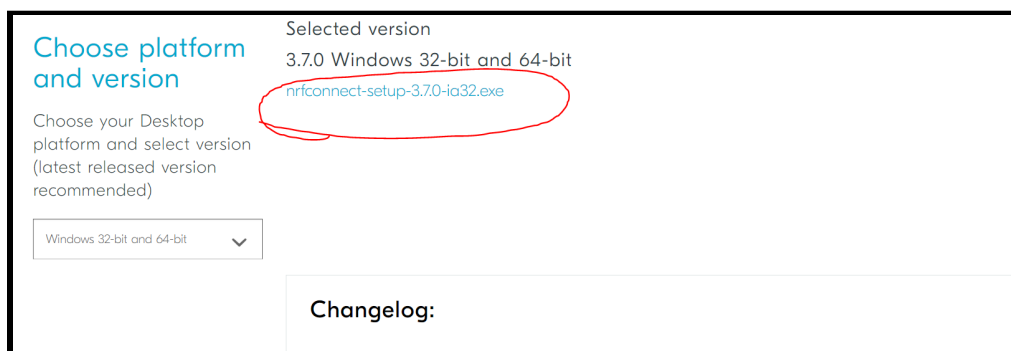 Choose platform
and version
Choose your Desktop
platform and select version
(latest released version
recommended)
Windows 32-bit and 64-bit
Selected version
3.7.0 Windows 32-bit and 64-bit
nrfconnect-setup-3.7.0-ia32.exe
Changelog: